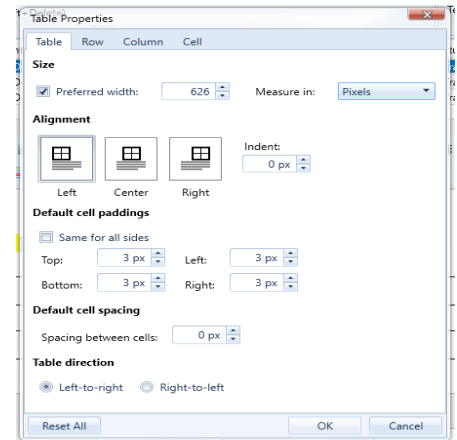 t+Delete)
Table Properties
Table Row Column Cell
Size
Preferred width: 626 Measure in: Pixels
Alignment
Indent:
0 px
Left Center Right
Default cell paddings
Same for all sides
Top: 3 px Left: 3 px
Bottom: 3 px Right: 3 px
Default cell spacing
Spacing between cells: 0 px
Table direction
Left-to-right Right-to-left
Reset All OK Cancel